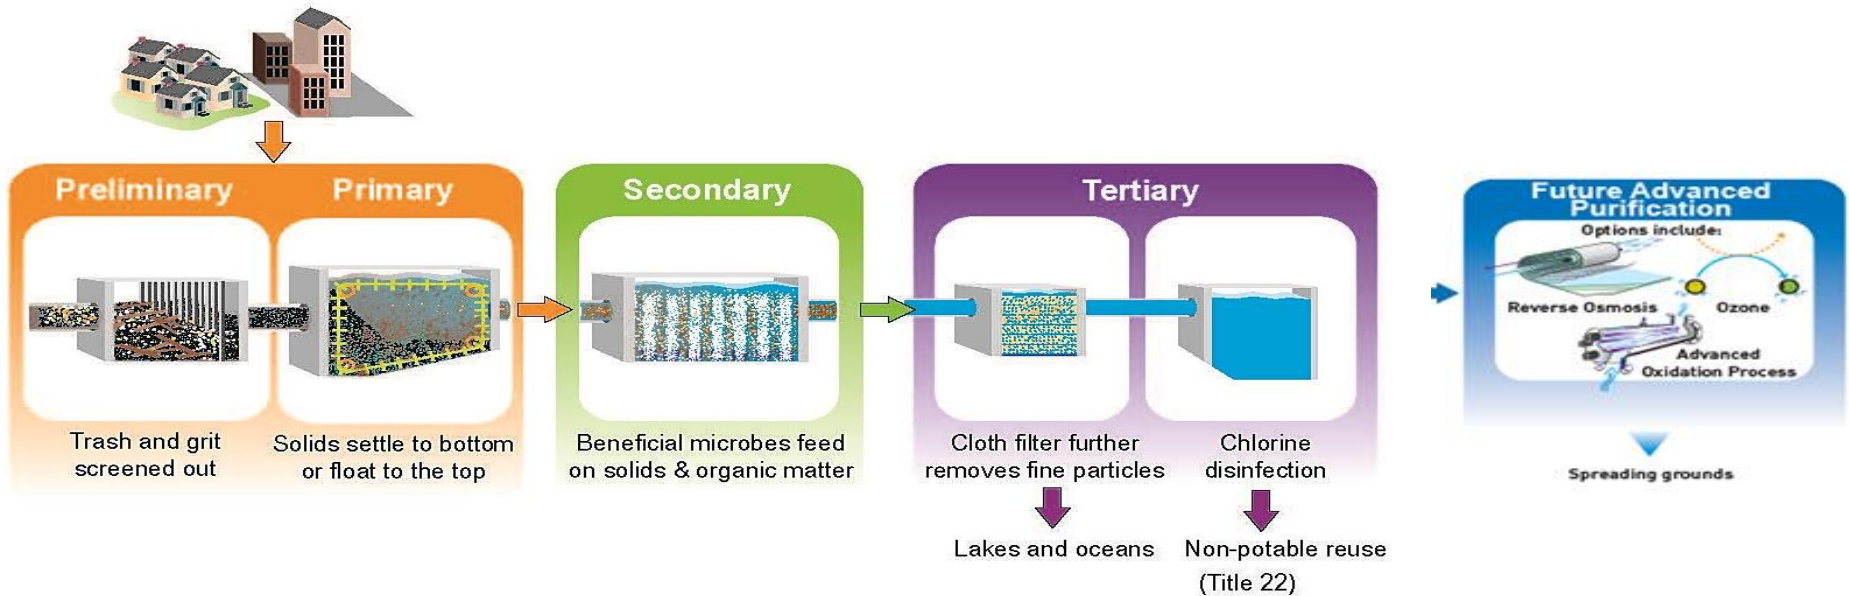 Preliminary
Primary
Secondary
Tertiary
Future Advanced
Purification
Options include:
Reverse Osmosis
Ozone
Advanced
Oxidation Process
Trash and grit
screened out
Solids settle to bottom
or float to the top
Beneficial microbes feed
on solids & organic matter
Cloth filter further
removes fine particles
Chlorine
disinfection
Spreading grounds
Lakes and oceans
Non-potable reuse
(Title 22)